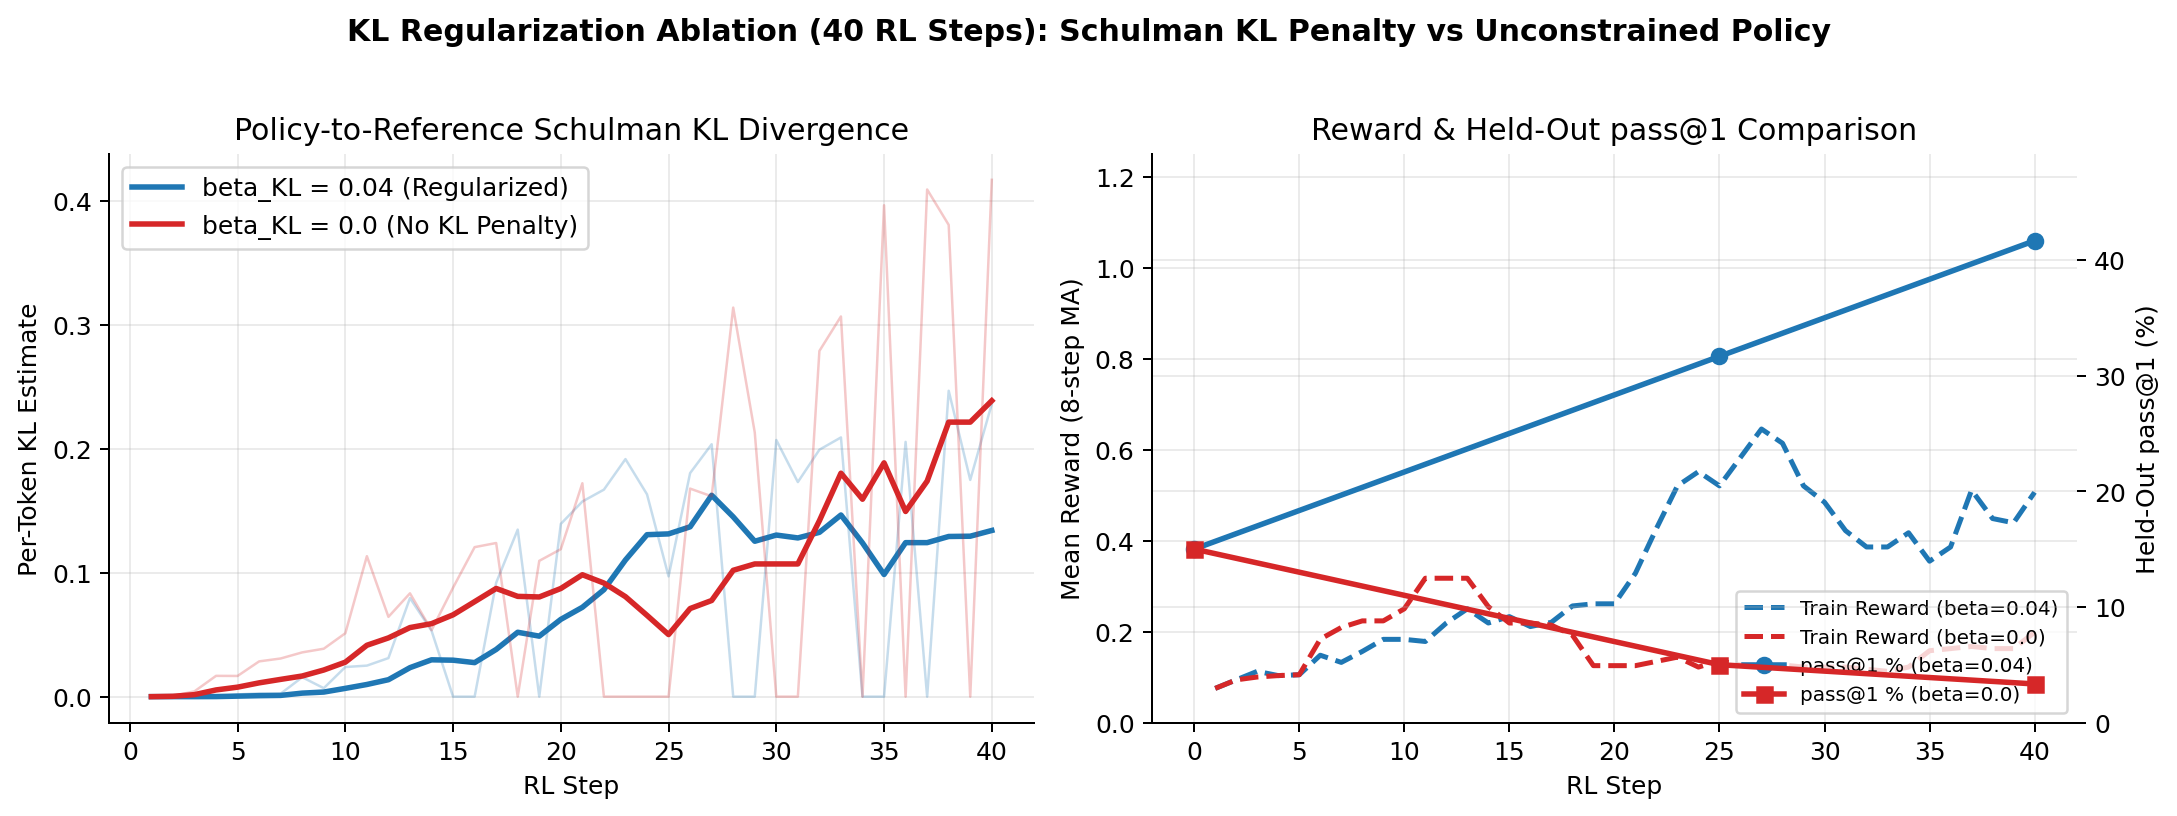 KL Regularization Ablation (40 RL Steps): Schulman KL Penalty vs Unconstrained Policy
Policy-to-Reference Schulman KL Divergence
beta_KL = 0.04 (Regularized)
beta_KL = 0.0 (No KL Penalty)
Per-Token KL Estimate
0.4
0.3
0.2
0.1
0.0
0 5 10 15 20 25 30 35 40
RL Step
Reward & Held-Out pass@1 Comparison
Mean Reward (8-step MA)
1.2
1.0
0.8
0.6
0.4
0.2
0.0
Train Reward (beta=0.04)
Train Reward (beta=0.0)
pass@1 % (beta=0.04)
pass@1 % (beta=0.0)
0 5 10 15 20 25 30 35 40
RL Step
40
30
20
10
0
Held-Out pass@1 (%)